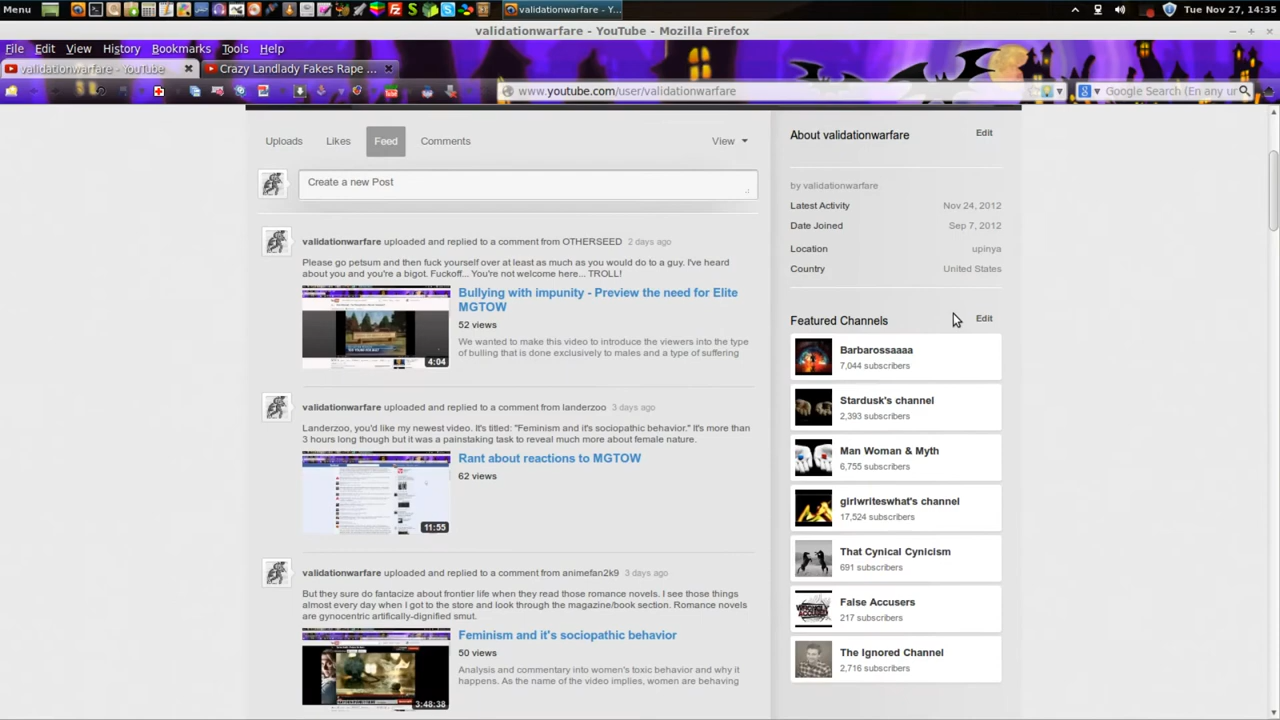 Menu
validationwarfare - Y...
Tue Nov 27, 14:35
validationwarfare - YouTube - Mozilla Firefox
File Edit View History Bookmarks Tools Help
validationwarfare - YouTube
Crazy Landlady Fakes Rape ...
www.youtube.com/user/validationwarfare
Google Search (En any ur
Uploads Likes Feed Comments View
Create a new Post
validationwarfare uploaded and replied to a comment from OTHERSEED 2 days ago
Please go petsum and then fuck yourself over at least as much as you would do to a guy. I've heard
about you and you're a bigot. Fuckoff... You're not welcome here... TROLL!
Bullying with impunity - Preview the need for Elite
MGTOW
52 views
We wanted to make this video to introduce the viewers into the type
of bulling that is done exclusively to males and a type of suffering
4:04
validationwarfare uploaded and replied to a comment from landerzoo 3 days ago
Landerzoo, you'd like my newest video. It's titled: "Feminism and it's sociopathic behavior." It's more than
3 hours long though but it was a painstaking task to reveal much more about female nature.
Rant about reactions to MGTOW
62 views
11:55
validationwarfare uploaded and replied to a comment from animefan2k9 3 days ago
But they sure do fantacize about frontier life when they read those romance novels. I see those things
almost every day when I got to the store and look through the magazine/book section. Romance novels
are gynocentric artifically-dignified smut.
Feminism and it's sociopathic behavior
50 views
Analysis and commentary into women's toxic behavior and why it
happens. As the name of the video implies, women are behaving
3:48:38
About validationwarfare Edit
by validationwarfare
Latest Activity Nov 24, 2012
Date Joined Sep 7, 2012
Location upinya
Country United States
Featured Channels Edit
Barbarossaaaa
7,044 subscribers
Stardusk's channel
2,393 subscribers
Man Woman & Myth
6,755 subscribers
girlwriteswhat's channel
17,524 subscribers
That Cynical Cynicism
691 subscribers
False Accusers
217 subscribers
The Ignored Channel
2,716 subscribers